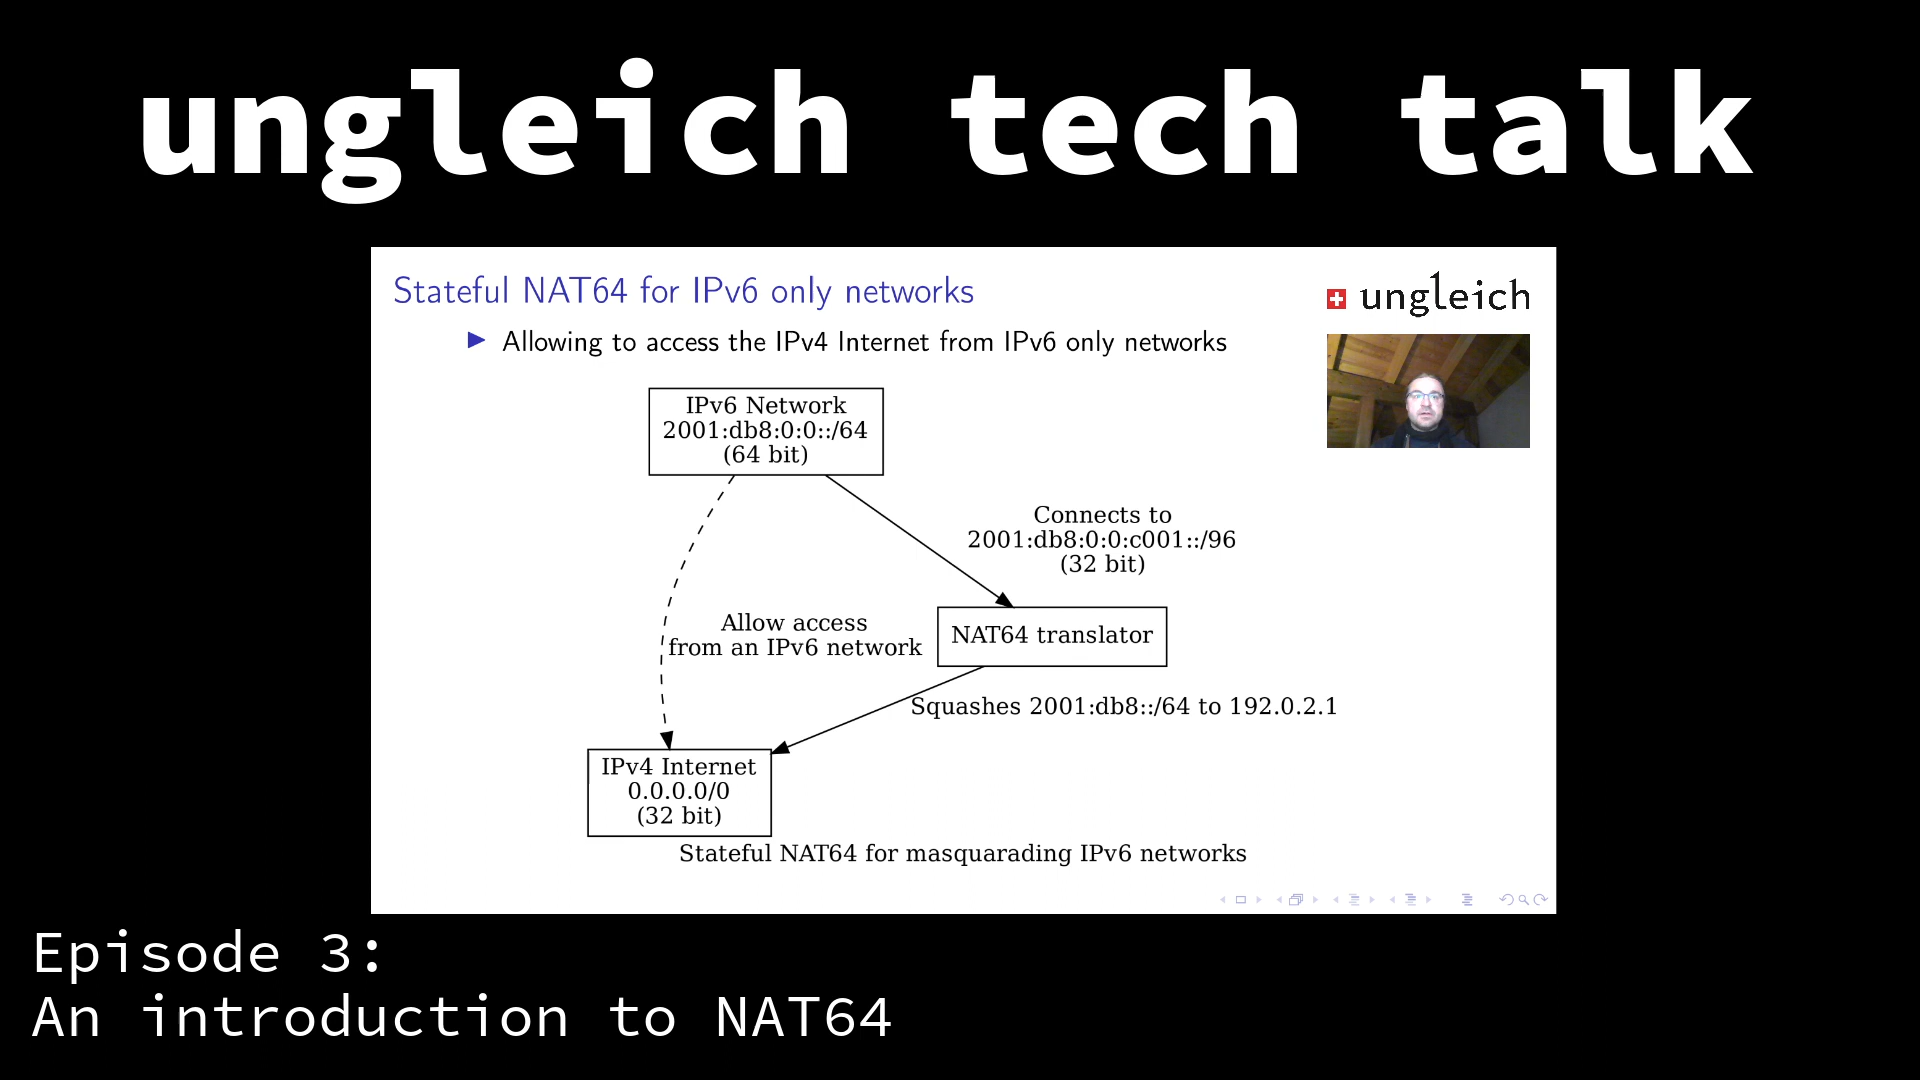 ungleich tech talk
Stateful NAT64 for IPv6 only networks
ungleich
Allowing to access the IPv4 Internet from IPv6 only networks
IPv6 Network
2001:db8:0:0::/64
(64 bit)
Connects to
2001:db8:0:0:c001::/96
(32 bit)
Allow access
from an IPv6 network
NAT64 translator
Squashes 2001:db8::/64 to 192.0.2.1
IPv4 Internet
0.0.0.0/0
(32 bit)
Stateful NAT64 for masquarading IPv6 networks
Episode 3:
An introduction to NAT64